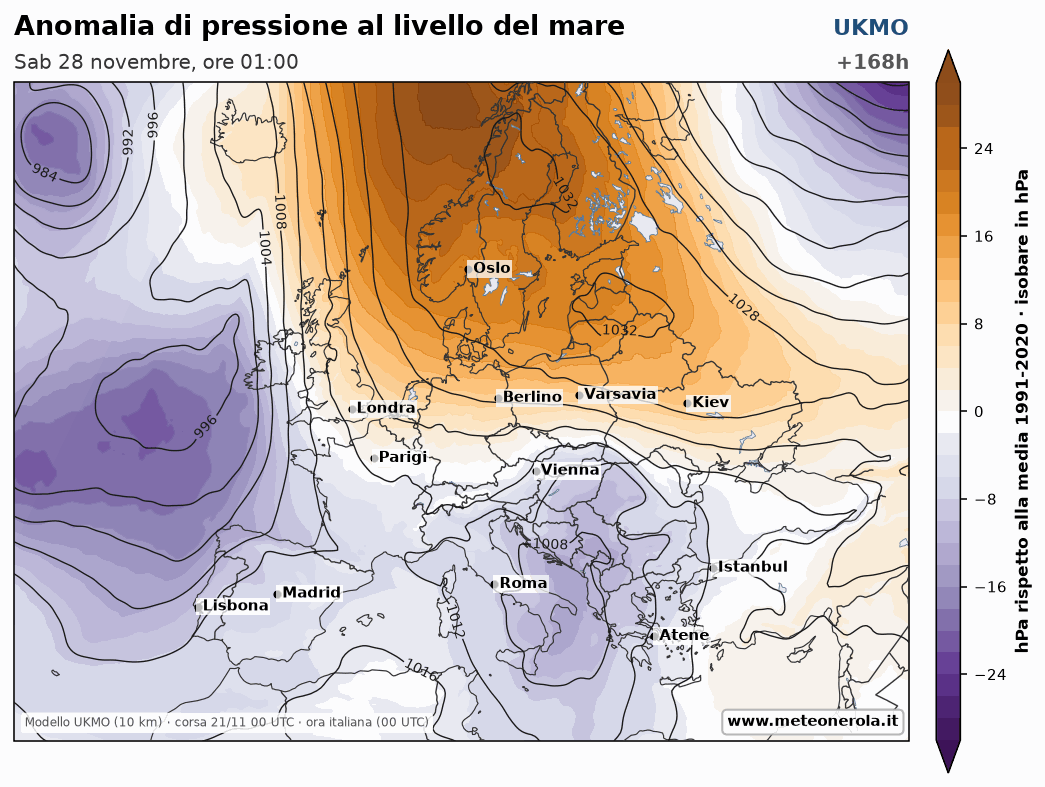 Anomalia di pressione al livello del mare
UKMO
Sab 28 novembre, ore 01:00
+168h
984
992
996
1008
1004
1032
1028
1032
996
1008
1012
1016
Oslo
Londra
Berlino
Varsavia
Kiev
Parigi
Vienna
Madrid
Lisbona
Roma
Istanbul
Atene
24
16
8
0
−8
−16
−24
hPa rispetto alla media 1991-2020 · isobare in hPa
Modello UKMO (10 km) · corsa 21/11 00 UTC · ora italiana (00 UTC)
www.meteonerola.it